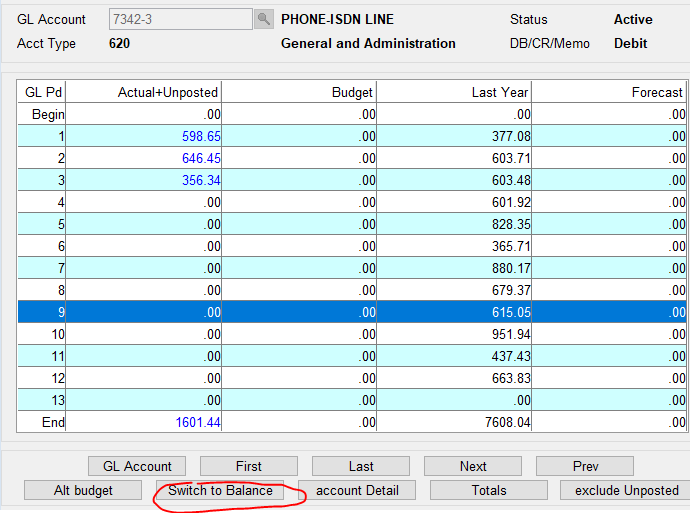 GL Account 7342-3 PHONE-ISDN LINE Status Active
Acct Type 620 General and Administration DB/CR/Memo Debit
GL Pd Actual+Unposted Budget Last Year Forecast
Begin .00 .00 .00 .00
1 598.65 .00 377.08 .00
2 646.45 .00 603.71 .00
3 356.34 .00 603.48 .00
4 .00 .00 601.92 .00
5 .00 .00 828.35 .00
6 .00 .00 365.71 .00
7 .00 .00 880.17 .00
8 .00 .00 679.37 .00
9 .00 .00 615.05 .00
10 .00 .00 951.94 .00
11 .00 .00 437.43 .00
12 .00 .00 663.83 .00
13 .00 .00 .00 .00
End 1601.44 7608.04
GL Account First Last Next Prev
Alt budget Switch to Balance account Detail Totals exclude Unposted